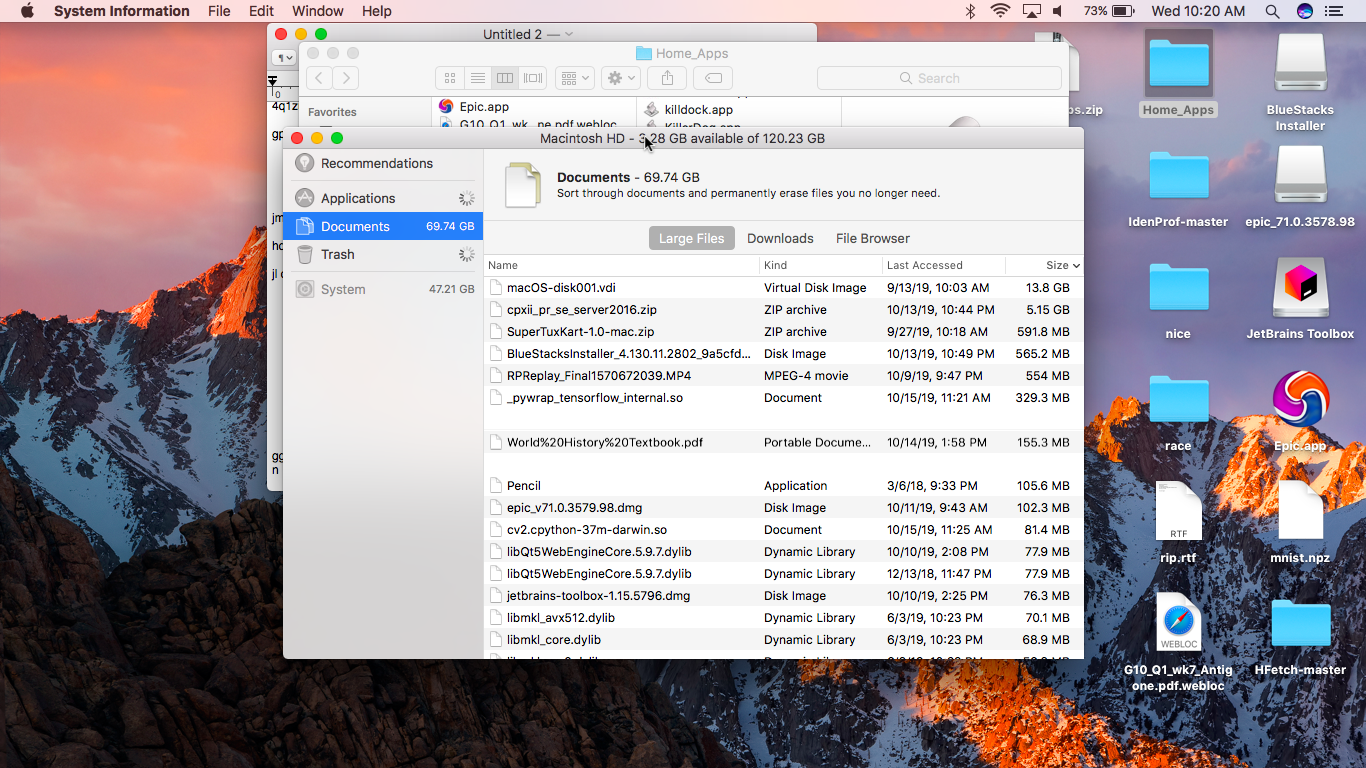 System Information File Edit Window Help
73% Wed 10:20 AM
Untitled 2 —
Home_Apps
Search
¶
0
Favorites
Epic.app
killdock.app
4q1z
G10_Q1_wk...ne.pdf.webloc
gp
Macintosh HD - 3.28 GB available of 120.23 GB
Recommendations
Applications
Documents 69.74 GB
Trash
System 47.21 GB
jm
hc
jl c
gg
n
Documents - 69.74 GB
Sort through documents and permanently erase files you no longer need.
Large Files Downloads File Browser
Name Kind Last Accessed Size
macOS-disk001.vdi Virtual Disk Image 9/13/19, 10:03 AM 13.8 GB
cpxii_pr_se_server2016.zip ZIP archive 10/13/19, 10:44 PM 5.15 GB
SuperTuxKart-1.0-mac.zip ZIP archive 9/27/19, 10:18 AM 591.8 MB
BlueStacksInstaller_4.130.11.2802_9a5cfd... Disk Image 10/13/19, 10:49 PM 565.2 MB
RPReplay_Final1570672039.MP4 MPEG-4 movie 10/9/19, 9:47 PM 554 MB
_pywrap_tensorflow_internal.so Document 10/15/19, 11:21 AM 329.3 MB
World%20History%20Textbook.pdf Portable Docume... 10/14/19, 1:58 PM 155.3 MB
Pencil Application 3/6/18, 9:33 PM 105.6 MB
epic_v71.0.3579.98.dmg Disk Image 10/11/19, 9:43 AM 102.3 MB
cv2.cpython-37m-darwin.so Document 10/15/19, 11:25 AM 81.4 MB
libQt5WebEngineCore.5.9.7.dylib Dynamic Library 10/10/19, 2:08 PM 77.9 MB
libQt5WebEngineCore.5.9.7.dylib Dynamic Library 12/13/18, 11:47 PM 77.9 MB
jetbrains-toolbox-1.15.5796.dmg Disk Image 10/10/19, 2:25 PM 76.3 MB
libmkl_avx512.dylib Dynamic Library 6/3/19, 10:23 PM 70.1 MB
libmkl_core.dylib Dynamic Library 6/3/19, 10:23 PM 68.9 MB
ps.zip
Home_Apps
BlueStacks
Installer
IdenProf-master
epic_71.0.3578.98
nice
JetBrains Toolbox
race
Epic.app
RTF
rip.rtf
mnist.npz
WEBLOC
G10_Q1_wk7_Antig
one.pdf.webloc
HFetch-master